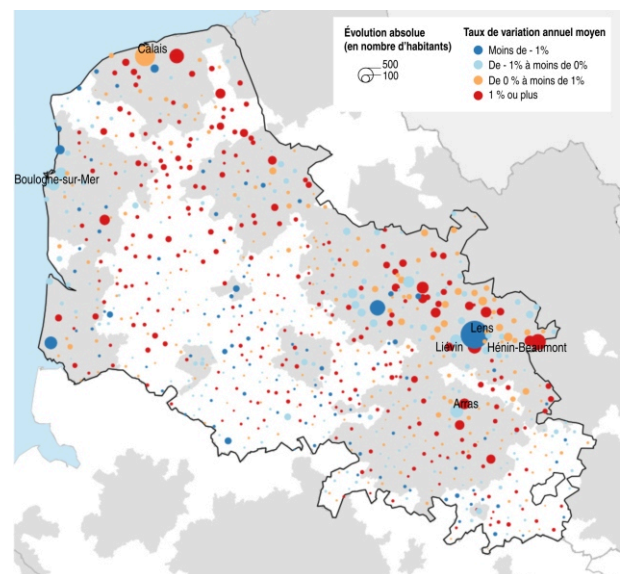 Évolution absolue
(en nombre d'habitants)
500
100
Taux de variation annuel moyen
Moins de - 1%
De - 1% à moins de 0%
De 0 % à moins de 1%
1 % ou plus
Calais
Boulogne-sur-Mer
Lens
Liévin
Hénin-Beaumont
Arras